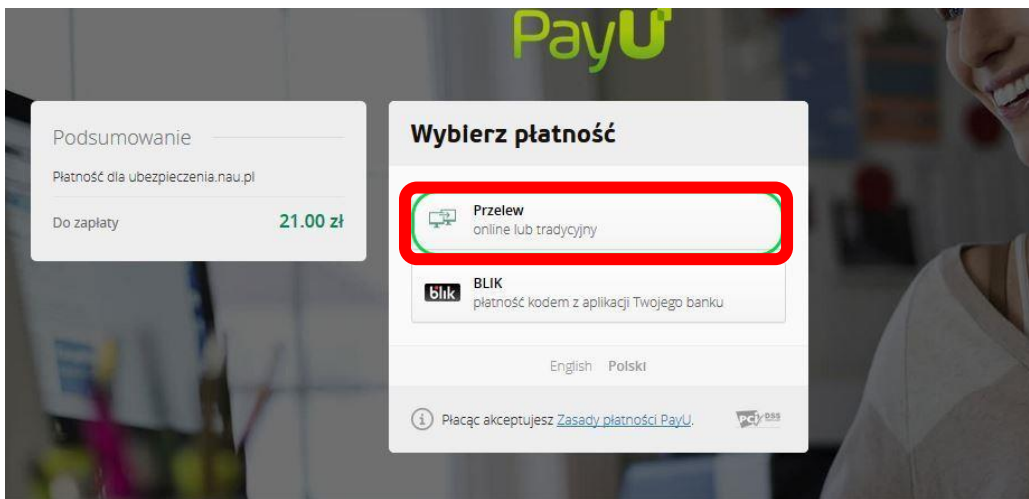 PayU
Podsumowanie
Płatność dla ubezpieczenia.nau.pl
Do zapłaty 21.00 zł
Wybierz płatność
Przelew
online lub tradycyjny
blik
BLIK
płatność kodem z aplikacji Twojego banku
English Polski
i Płacąc akceptujesz Zasady płatności PayU.
PCI DSS